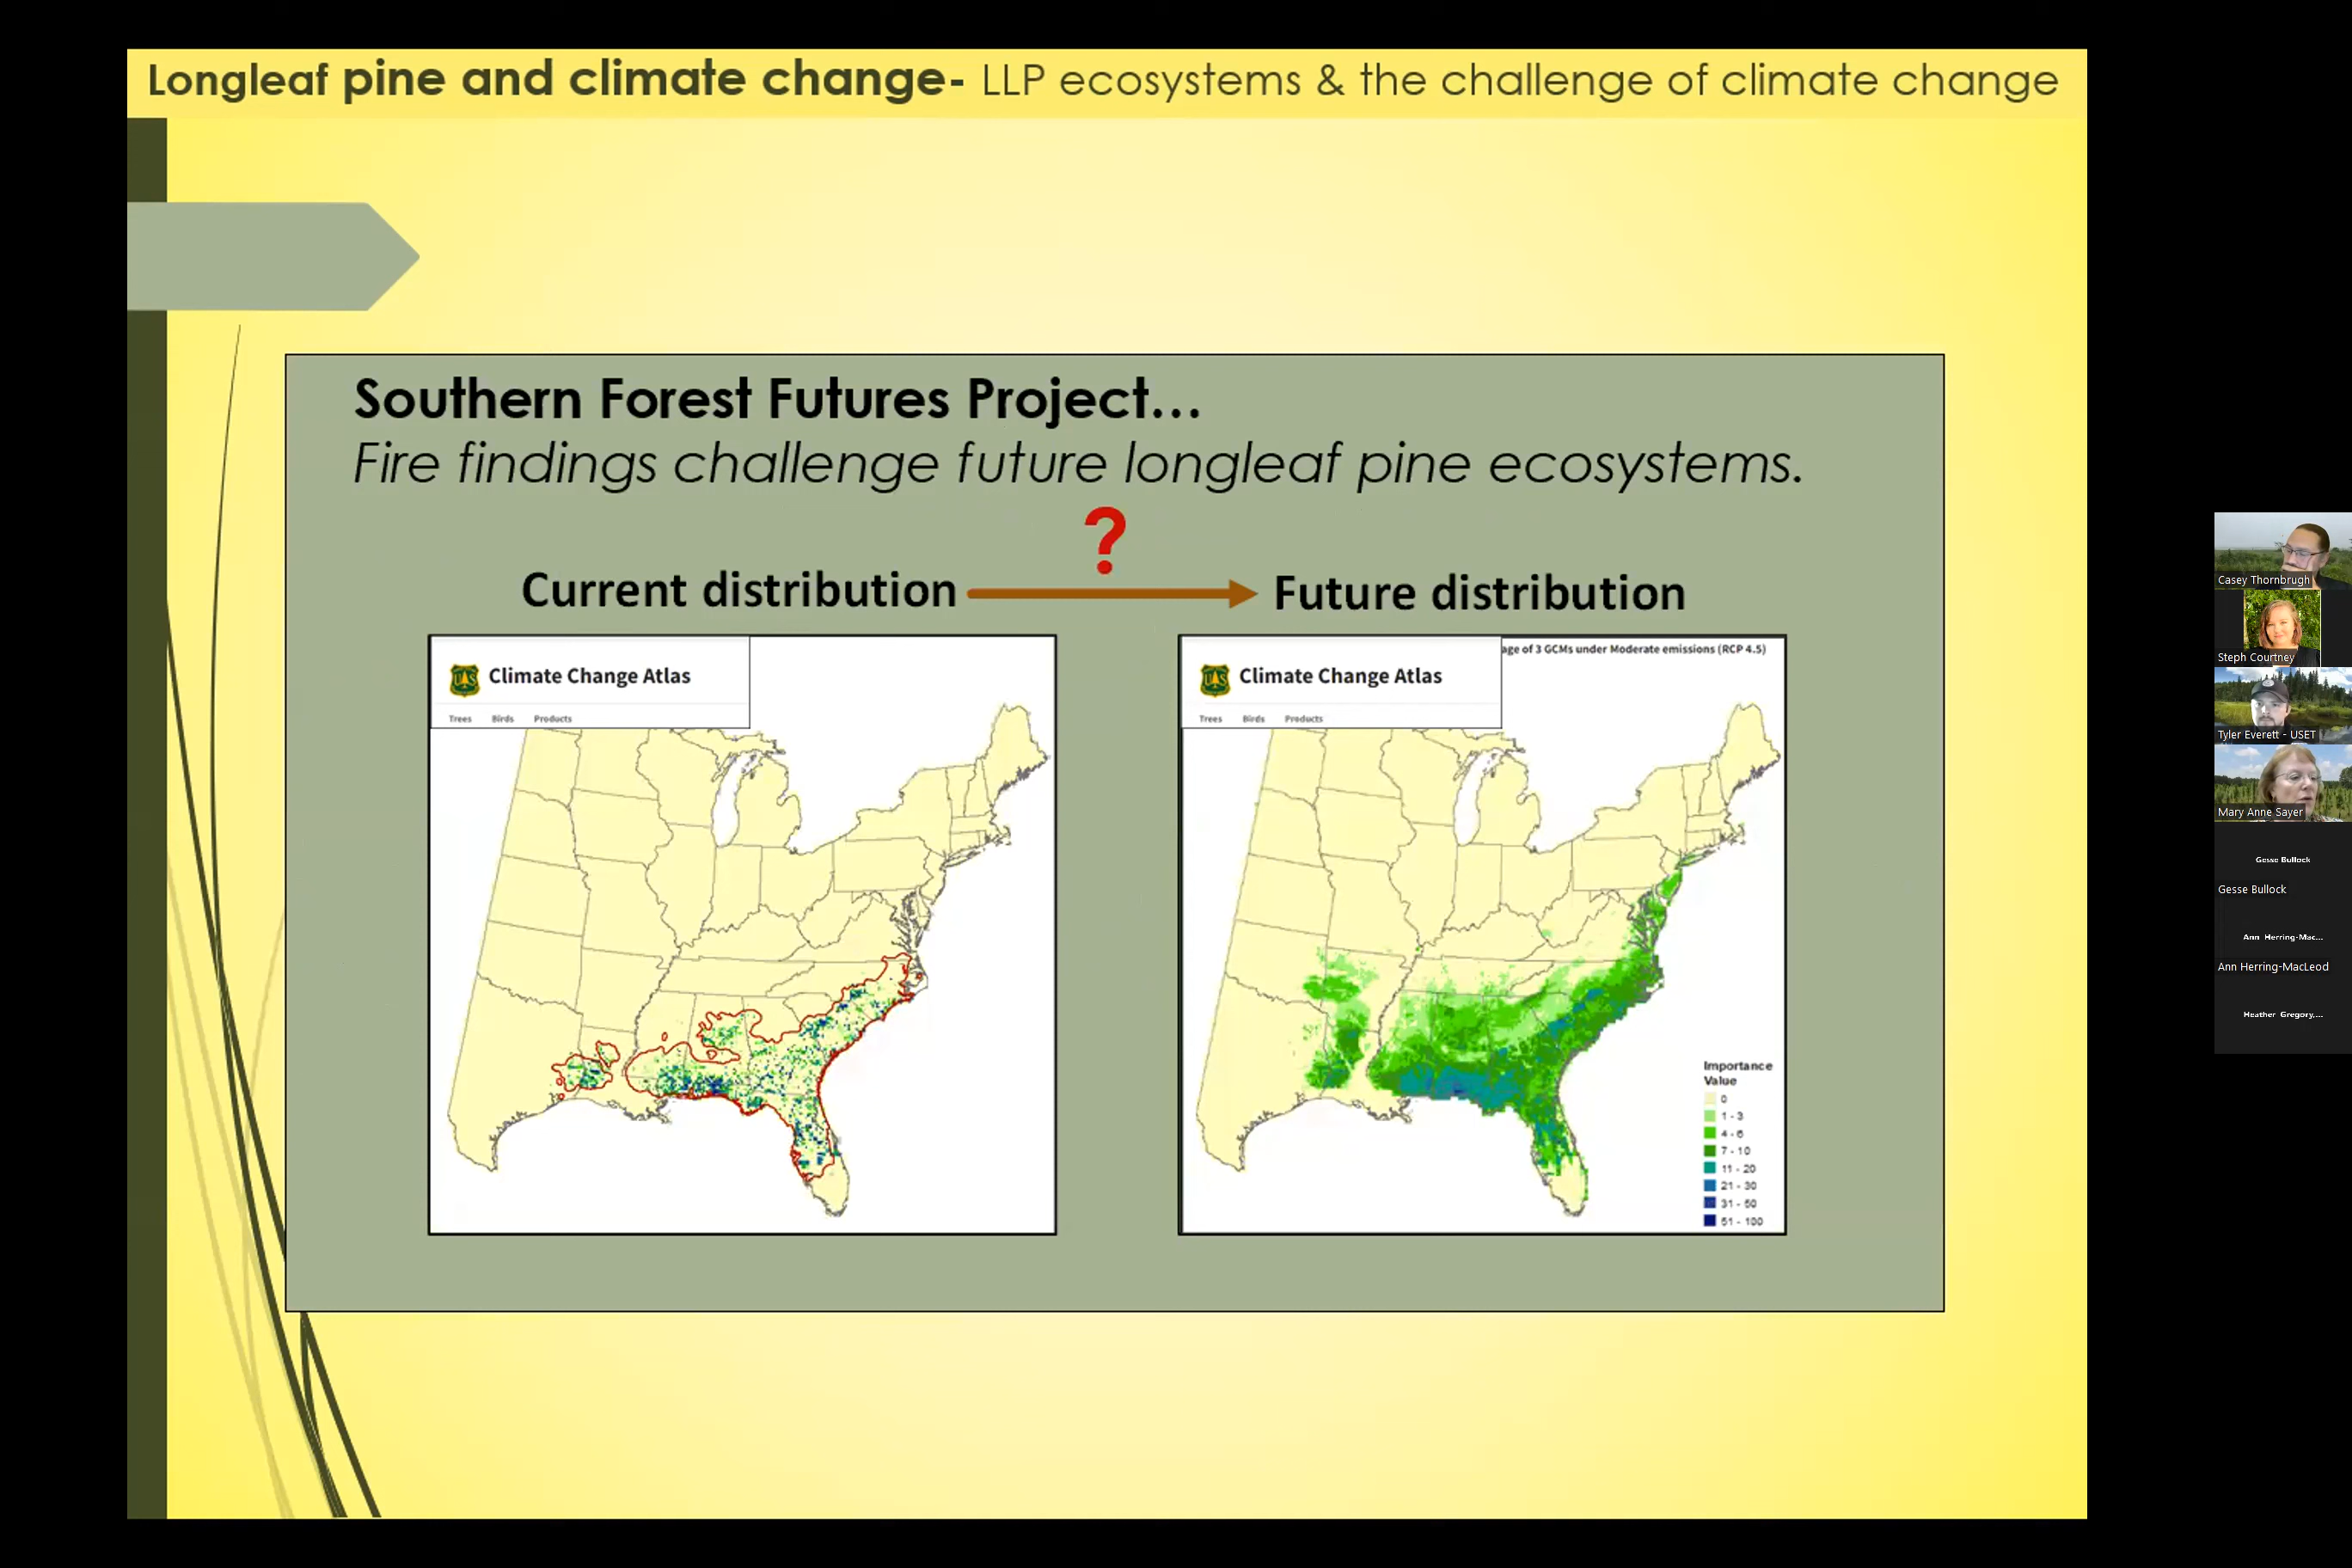 Longleaf pine and climate change- LLP ecosystems & the challenge of climate change
Southern Forest Futures Project...
Fire findings challenge future longleaf pine ecosystems.
?
Current distribution
Future distribution
Climate Change Atlas
Trees Birds Products
Climate Change Atlas
Trees Birds Products
age of 3 GCMs under Moderate emissions (RCP 4.5)
Importance
Value
0
1 - 3
4 - 6
7 - 10
11 - 20
21 - 30
31 - 50
51 - 100
Casey Thornbrugh
Steph Courtney
Tyler Everett - USET
Mary Anne Sayer
Gesse Bullock
Gesse Bullock
Ann Herring-Mac...
Ann Herring-MacLeod
Heather Gregory,...